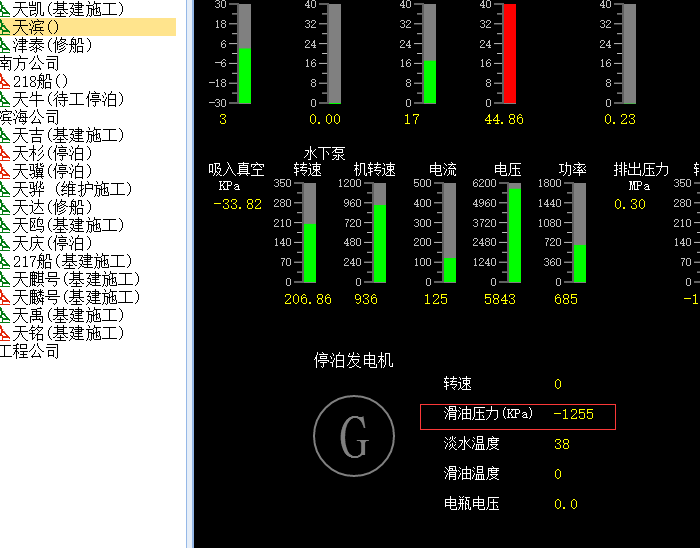 天凯(基建施工)
天滨()
津泰(修船)
南方公司
218船()
天牛(待工停泊)
滨海公司
天吉(基建施工)
天杉(停泊)
天骥(停泊)
天骅 (维护施工)
天达(修船)
天鸥(基建施工)
天庆(停泊)
217船(基建施工)
天麒号(基建施工)
天麟号(基建施工)
天禹(基建施工)
天铭(基建施工)
工程公司
30 40 40 40 40
18 32 32 32 32
6 24 24 24 24
-6 16 16 16 16
-18 8 8 8 8
-30 0 0 0 0
3 0.00 17 44.86 0.23
水下泵
吸入真空 转速 机转速 电流 电压 功率 排出压力
KPa 350 1200 500 6200 1800 MPa 350
-33.82 280 960 400 4960 1440 0.30 280
210 720 300 3720 1080 210
140 480 200 2480 720 140
70 240 100 1240 360 70
0 0 0 0 0 0
206.86 936 125 5843 685 -1
停泊发电机
G
转速 0
滑油压力(KPa) -1255
淡水温度 38
滑油温度 0
电瓶电压 0.0